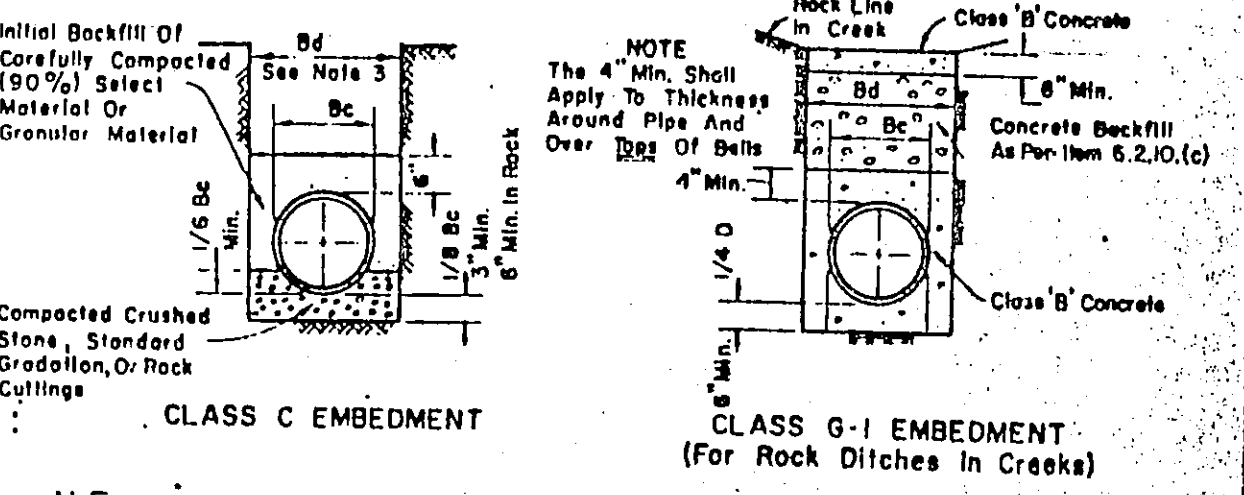 Initial Backfill Of
Carefully Compacted
(90%) Select
Material Or
Granular Material
Bd
See Note 3
Bc
6"
1/6 Bc
Min.
1/8 Bc
3" Min.
6" Min. In Rock
Compacted Crushed
Stone, Standard
Gradation, Or Rock
Cuttings
CLASS C EMBEDMENT
NOTE
The 4" Min. Shall
Apply To Thickness
Around Pipe And
Over Tops Of Bells
Rock Line
In Creek
Class 'B' Concrete
6" Min.
Bd
Bc
Concrete Backfill
As Per Item 6.2.10.(c)
4" Min.
1/4 D
6" Min.
Class 'B' Concrete
CLASS G-1 EMBEDMENT
(For Rock Ditches In Creeks)